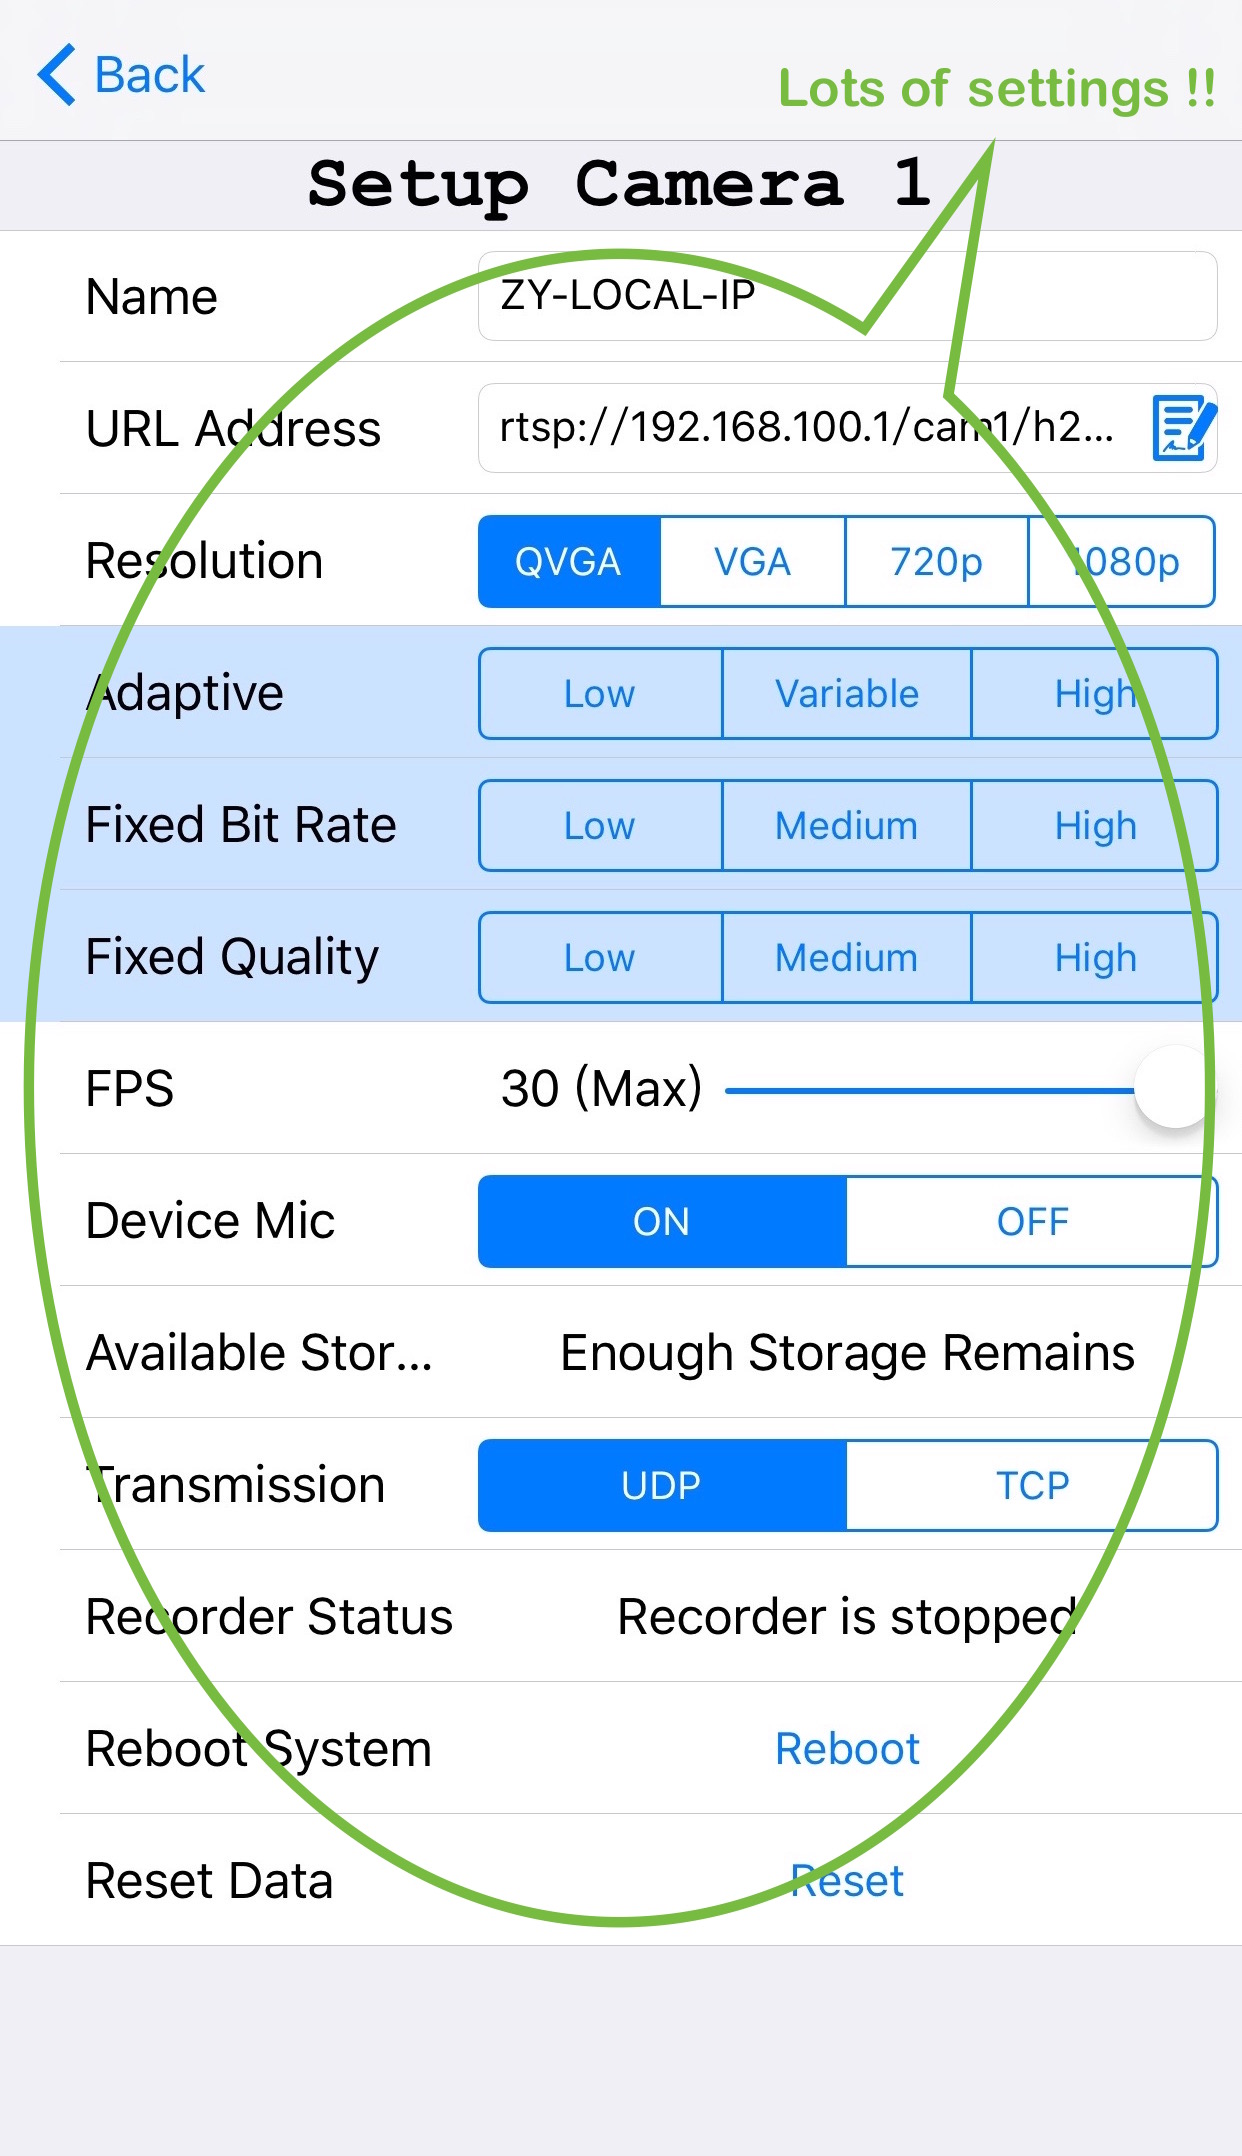 Back
Lots of settings !!
Setup Camera 1
Name ZY-LOCAL-IP
URL Address rtsp://192.168.100.1/cam1/h2...
Resolution QVGA VGA 720p 1080p
Adaptive Low Variable High
Fixed Bit Rate Low Medium High
Fixed Quality Low Medium High
FPS 30 (Max)
Device Mic ON OFF
Available Stor... Enough Storage Remains
Transmission UDP TCP
Recorder Status Recorder is stopped
Reboot System Reboot
Reset Data Reset